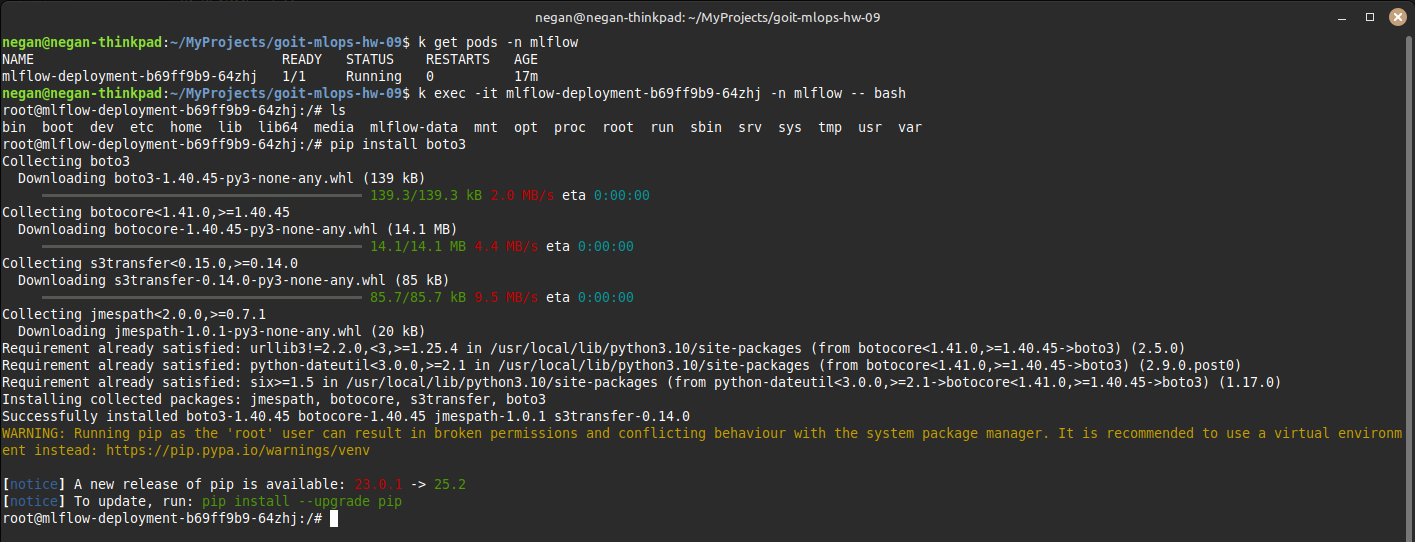 negan@negan-thinkpad: ~/MyProjects/goit-mlops-hw-09
negan@negan-thinkpad:~/MyProjects/goit-mlops-hw-09$ k get pods -n mlflow
NAME                               READY   STATUS    RESTARTS   AGE
mlflow-deployment-b69ff9b9-64zhj   1/1     Running   0          17m
negan@negan-thinkpad:~/MyProjects/goit-mlops-hw-09$ k exec -it mlflow-deployment-b69ff9b9-64zhj -n mlflow -- bash
root@mlflow-deployment-b69ff9b9-64zhj:/# ls
bin  boot  dev  etc  home  lib  lib64  media  mlflow-data  mnt  opt  proc  root  run  sbin  srv  sys  tmp  usr  var
root@mlflow-deployment-b69ff9b9-64zhj:/# pip install boto3
Collecting boto3
  Downloading boto3-1.40.45-py3-none-any.whl (139 kB)
     139.3/139.3 kB 2.0 MB/s eta 0:00:00
Collecting botocore<1.41.0,>=1.40.45
  Downloading botocore-1.40.45-py3-none-any.whl (14.1 MB)
     14.1/14.1 MB 4.4 MB/s eta 0:00:00
Collecting s3transfer<0.15.0,>=0.14.0
  Downloading s3transfer-0.14.0-py3-none-any.whl (85 kB)
     85.7/85.7 kB 9.5 MB/s eta 0:00:00
Collecting jmespath<2.0.0,>=0.7.1
  Downloading jmespath-1.0.1-py3-none-any.whl (20 kB)
Requirement already satisfied: urllib3!=2.2.0,<3,>=1.25.4 in /usr/local/lib/python3.10/site-packages (from botocore<1.41.0,>=1.40.45->boto3) (2.5.0)
Requirement already satisfied: python-dateutil<3.0.0,>=2.1 in /usr/local/lib/python3.10/site-packages (from botocore<1.41.0,>=1.40.45->boto3) (2.9.0.post0)
Requirement already satisfied: six>=1.5 in /usr/local/lib/python3.10/site-packages (from python-dateutil<3.0.0,>=2.1->botocore<1.41.0,>=1.40.45->boto3) (1.17.0)
Installing collected packages: jmespath, botocore, s3transfer, boto3
Successfully installed boto3-1.40.45 botocore-1.40.45 jmespath-1.0.1 s3transfer-0.14.0
WARNING: Running pip as the 'root' user can result in broken permissions and conflicting behaviour with the system package manager. It is recommended to use a virtual environm
ent instead: https://pip.pypa.io/warnings/venv
[notice] A new release of pip is available: 23.0.1 -> 25.2
[notice] To update, run: pip install --upgrade pip
root@mlflow-deployment-b69ff9b9-64zhj:/#